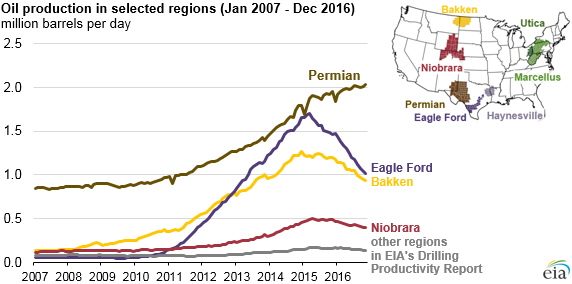 Oil production in selected regions (Jan 2007 - Dec 2016)
million barrels per day
2.5
2.0
1.5
1.0
0.5
0.0
2007 2008 2009 2010 2011 2012 2013 2014 2015 2016
Permian
Eagle Ford
Bakken
Niobrara
other regions
in EIA's Drilling
Productivity Report
Bakken
Utica
Niobrara
Marcellus
Permian
Haynesville
Eagle Ford
eia